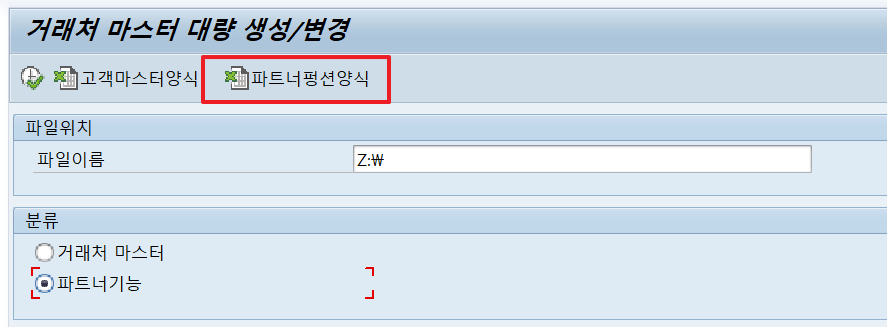 거래처 마스터 대량 생성/변경
고객마스터양식 파트너펑션양식
파일위치
파일이름 Z:₩
분류
거래처 마스터
파트너기능